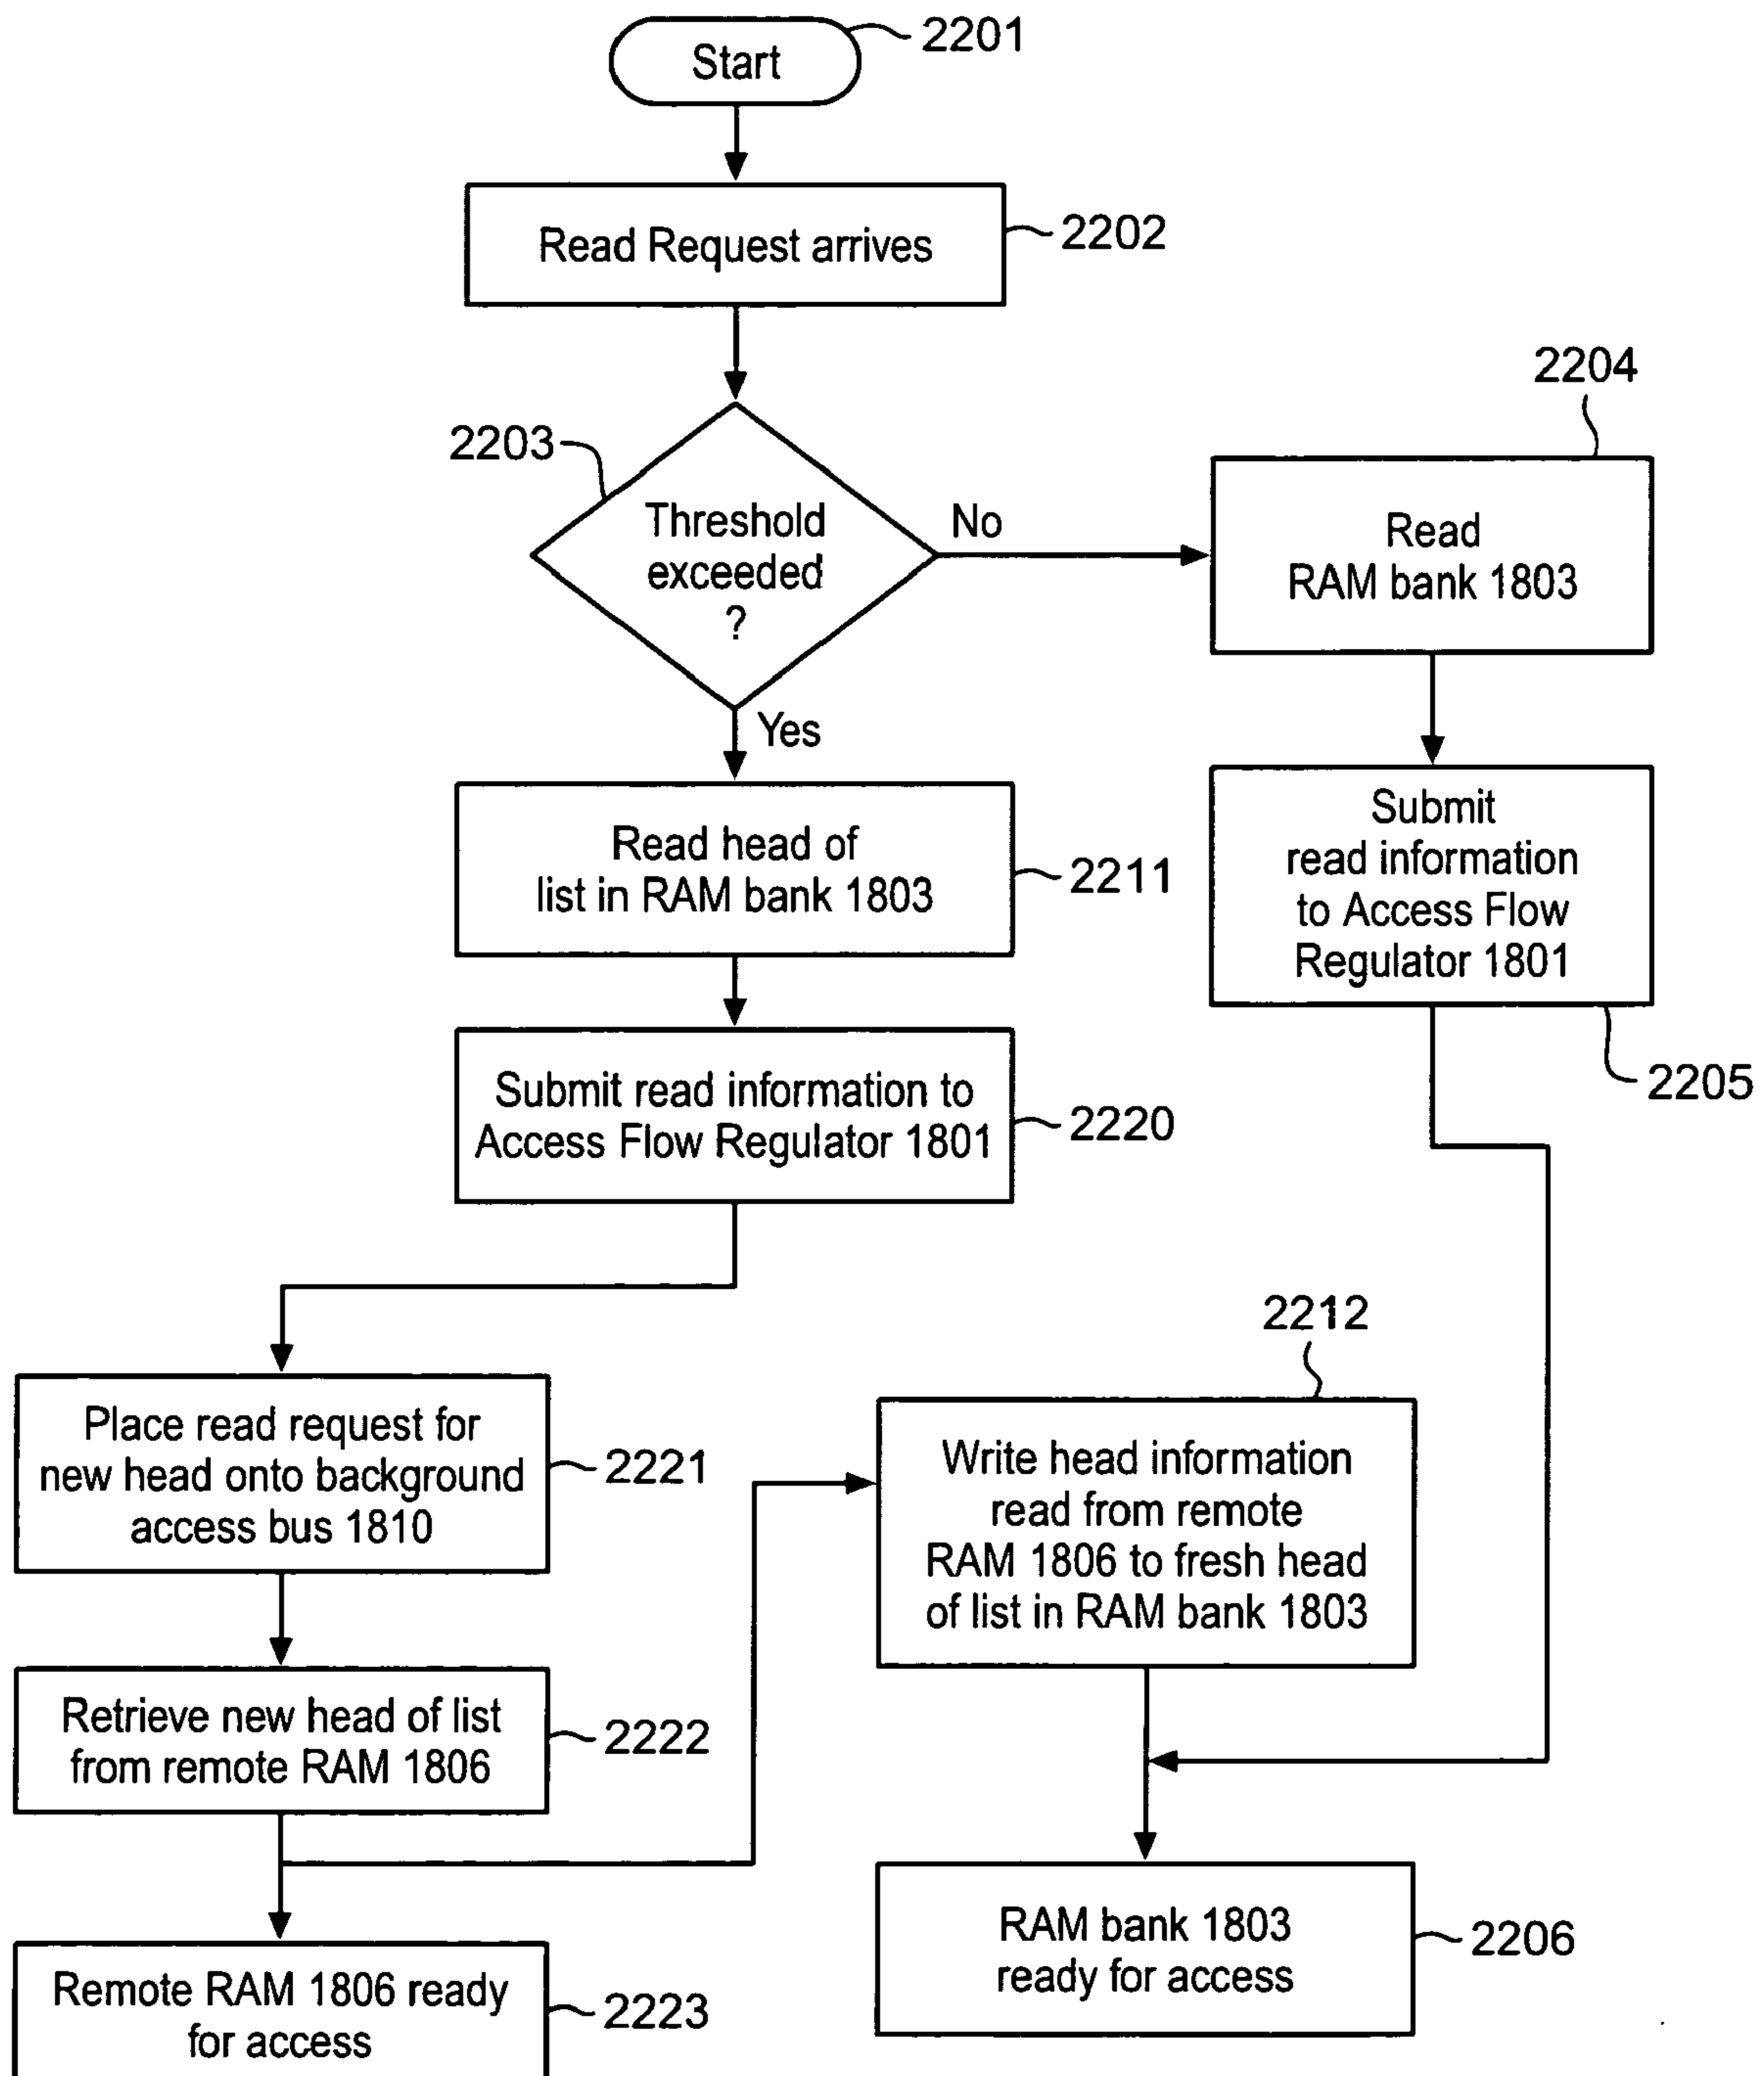 Start
2201
Read Request arrives
2202
2203
Threshold
exceeded
?
No
Yes
2204
Read
RAM bank 1803
Submit
read information
to Access Flow
Regulator 1801
2205
Read head of
list in RAM bank 1803
2211
Submit read information to
Access Flow Regulator 1801
2220
Place read request for
new head onto background
access bus 1810
2221
Retrieve new head of list
from remote RAM 1806
2222
Remote RAM 1806 ready
for access
2223
2212
Write head information
read from remote
RAM 1806 to fresh head
of list in RAM bank 1803
RAM bank 1803
ready for access
2206